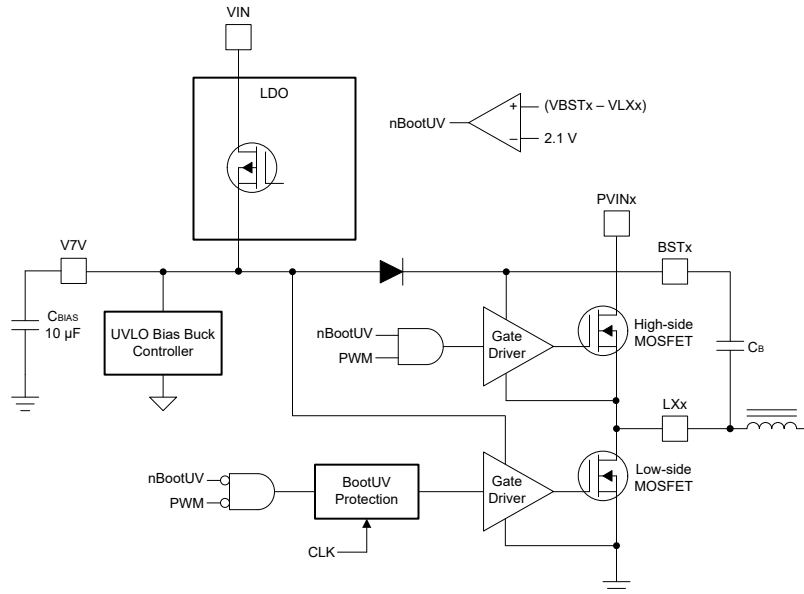 VIN
LDO
nBootUV
(VBSTx – VLXx)
2.1 V
+
–
PVINx
V7V
BSTx
CBIAS
10 µF
UVLO Bias Buck
Controller
nBootUV
PWM
Gate
Driver
High-side
MOSFET
CB
LXx
nBootUV
PWM
BootUV
Protection
Gate
Driver
Low-side
MOSFET
CLK